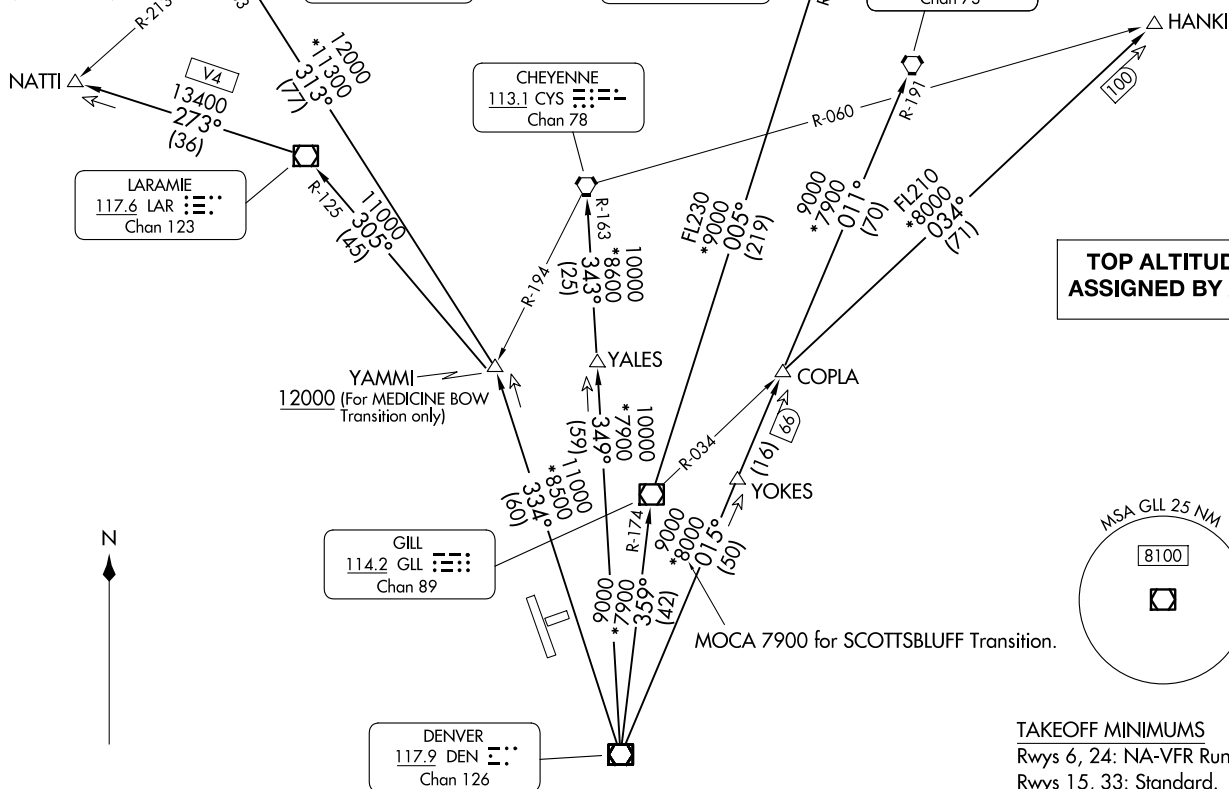 R-213
Chan 73
HANKI
NATTI
V4
13400
273°
(36)
12000
*11300
313°
(77)
CHEYENNE
113.1 CYS
Chan 78
R-191
100
R-060
LARAMIE
117.6 LAR
Chan 123
R-125
305°
(45)
11000
R-163
10000
*8600
343°
(25)
R-194
FL230
*9000
005°
(219)
9000
*7900
011°
(70)
FL210
*8000
034°
(71)
TOP ALTITUD
ASSIGNED BY
YAMMI
12000 (For MEDICINE BOW
Transition only)
YALES
COPLA
10000
*7900
349°
(59)
R-034
(16)
66
YOKES
11000
*8500
334°
(60)
GILL
114.2 GLL
Chan 89
R-174
9000
*8000
015°
(50)
9000
*7900
359°
(42)
N
MSA GLL 25 NM
8100
MOCA 7900 for SCOTTSBLUFF Transition.
DENVER
117.9 DEN
Chan 126
TAKEOFF MINIMUMS
Rwys 6, 24: NA-VFR Run
Rwys 15, 33: Standard.